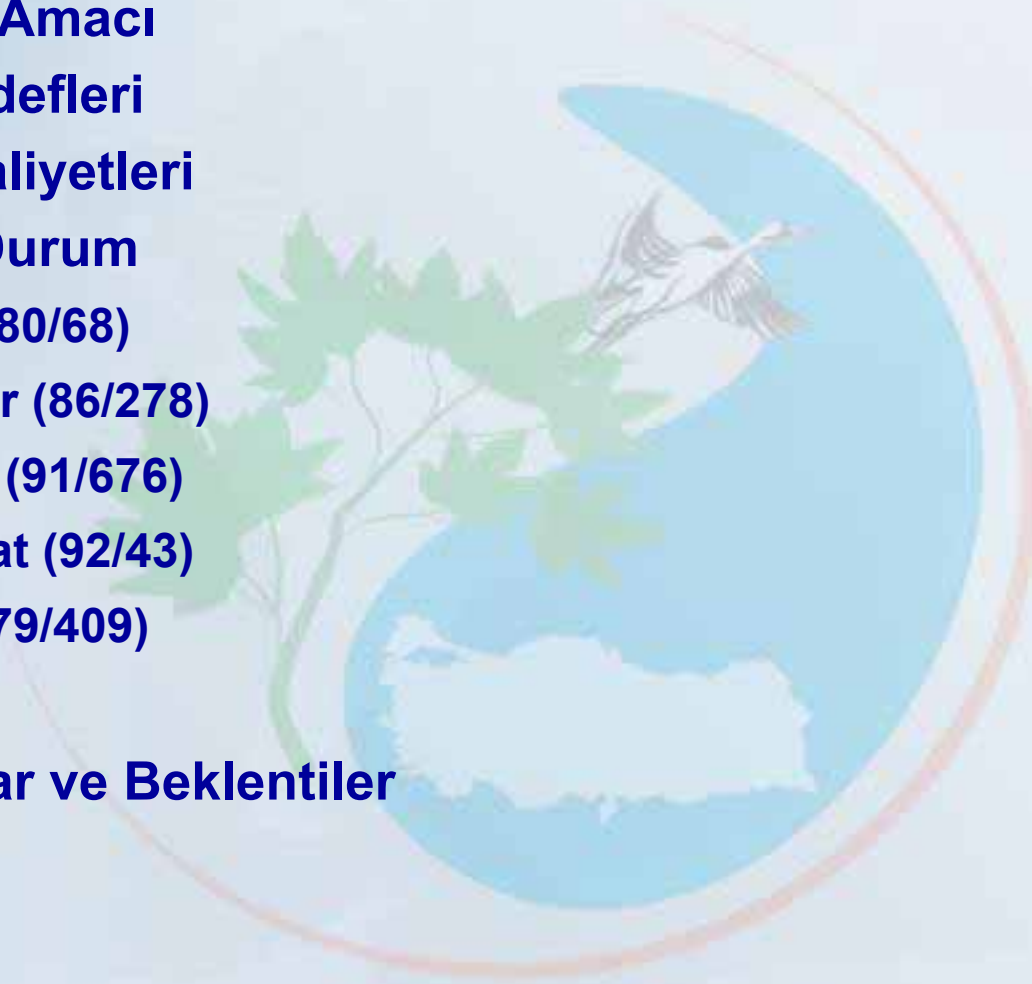 Amacı
defleri
aliyetleri
Durum
80/68)
r (86/278)
(91/676)
at (92/43)
79/409)
ar ve Beklentiler